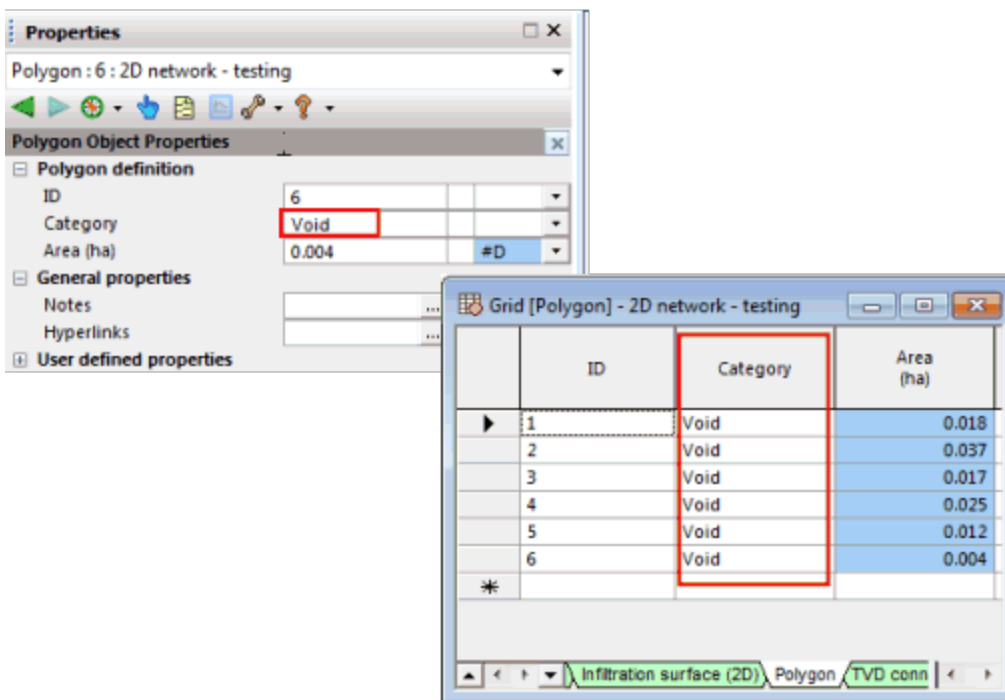 Properties
Polygon : 6 : 2D network - testing
Polygon Object Properties
Polygon definition
ID 6
Category Void
Area (ha) 0.004 #D
General properties
Notes ...
Hyperlinks ...
User defined properties
Grid [Polygon] - 2D network - testing
ID Category Area (ha)
1 Void 0.018
2 Void 0.037
3 Void 0.017
4 Void 0.025
5 Void 0.012
6 Void 0.004
Infiltration surface (2D) Polygon TVD conn